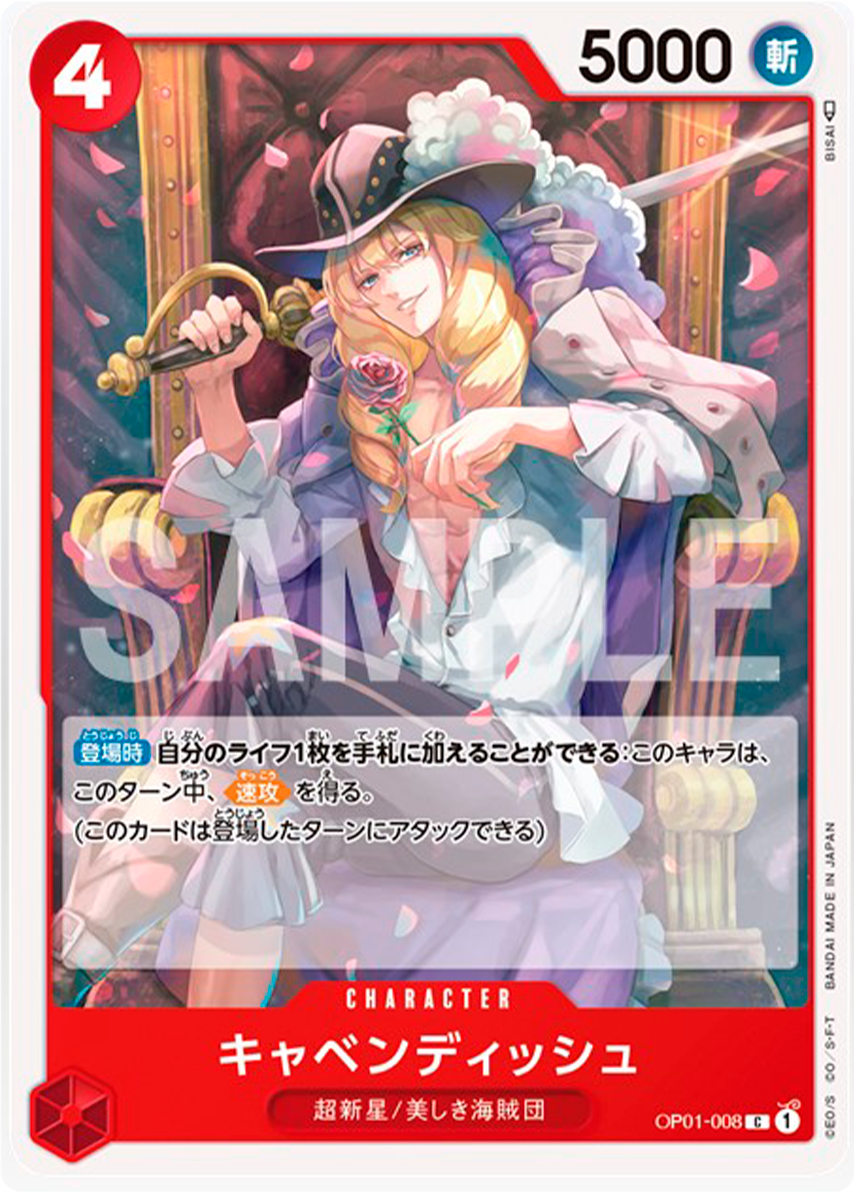 4
5000
斬
BISAI
SAMPLE
登場時 自分のライフ1枚を手札に加えることができる：このキャラは、
このターン中、速攻を得る。
(このカードは登場したターンにアタックできる)
CHARACTER
キャベンディッシュ
超新星/美しき海賊団
OP01-008 C 1
©EO/S ©O/S・F・T BANDAI MADE IN JAPAN